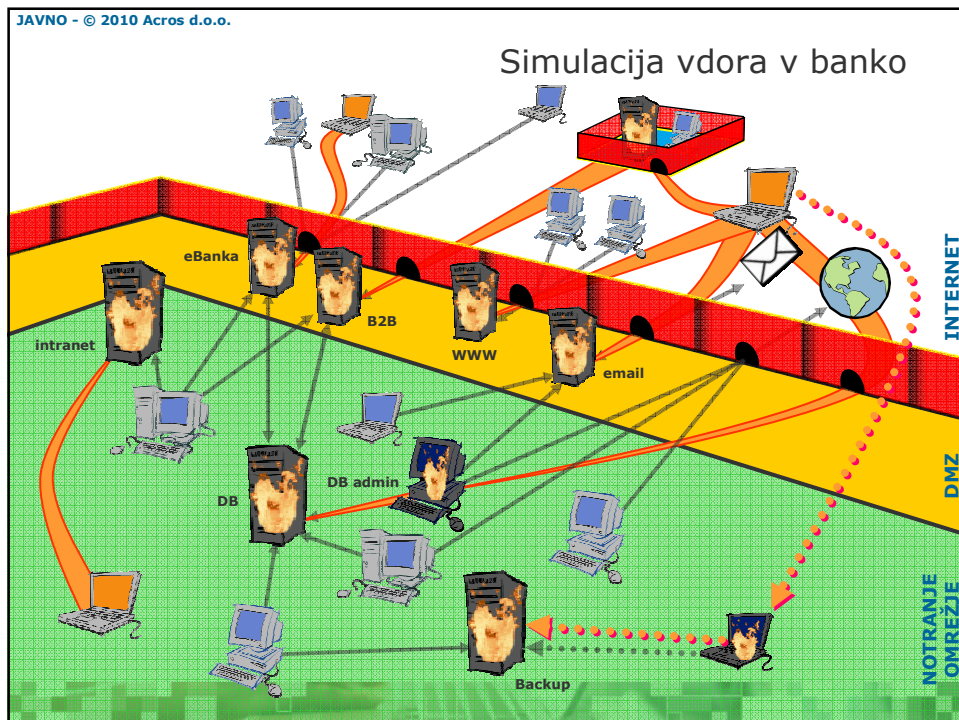 JAVNO - © 2010 Acros d.o.o.
Simulacija vdora v banko
eBanka
B2B
intranet
WWW
email
DB admin
DB
Backup
INTERNET
DMZ
NOTRANJE
OMREŽJE